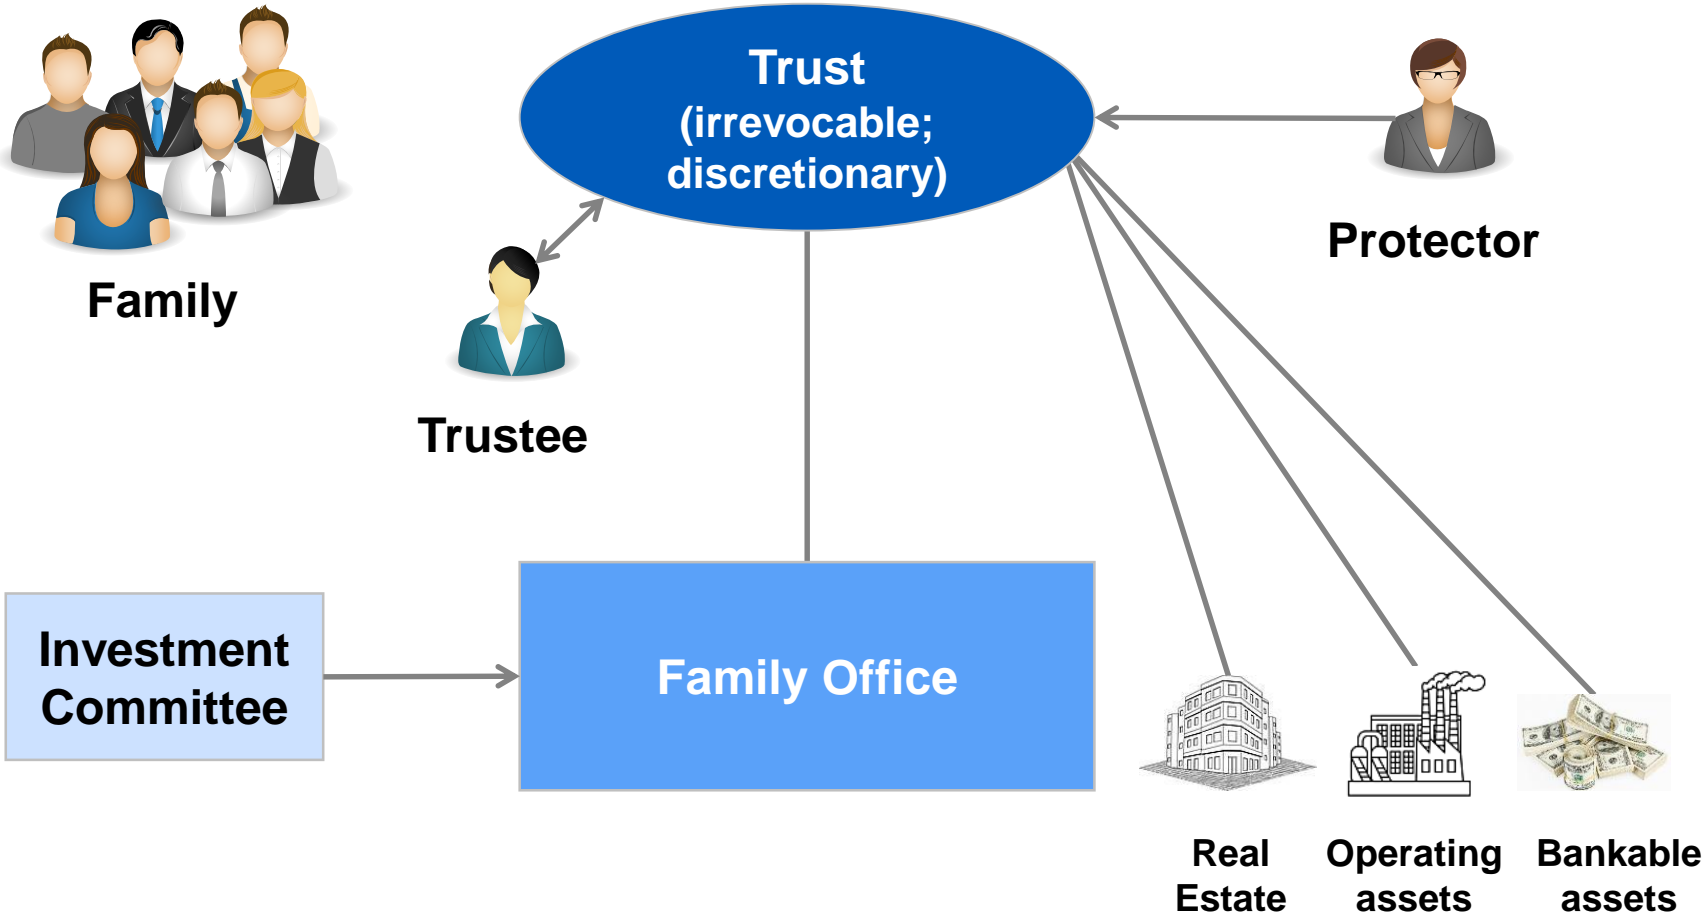 Trust
(irrevocable;
discretionary)
Protector
Family
Trustee
Investment
Committee
Family Office
Real
Estate
Operating
assets
Bankable
assets